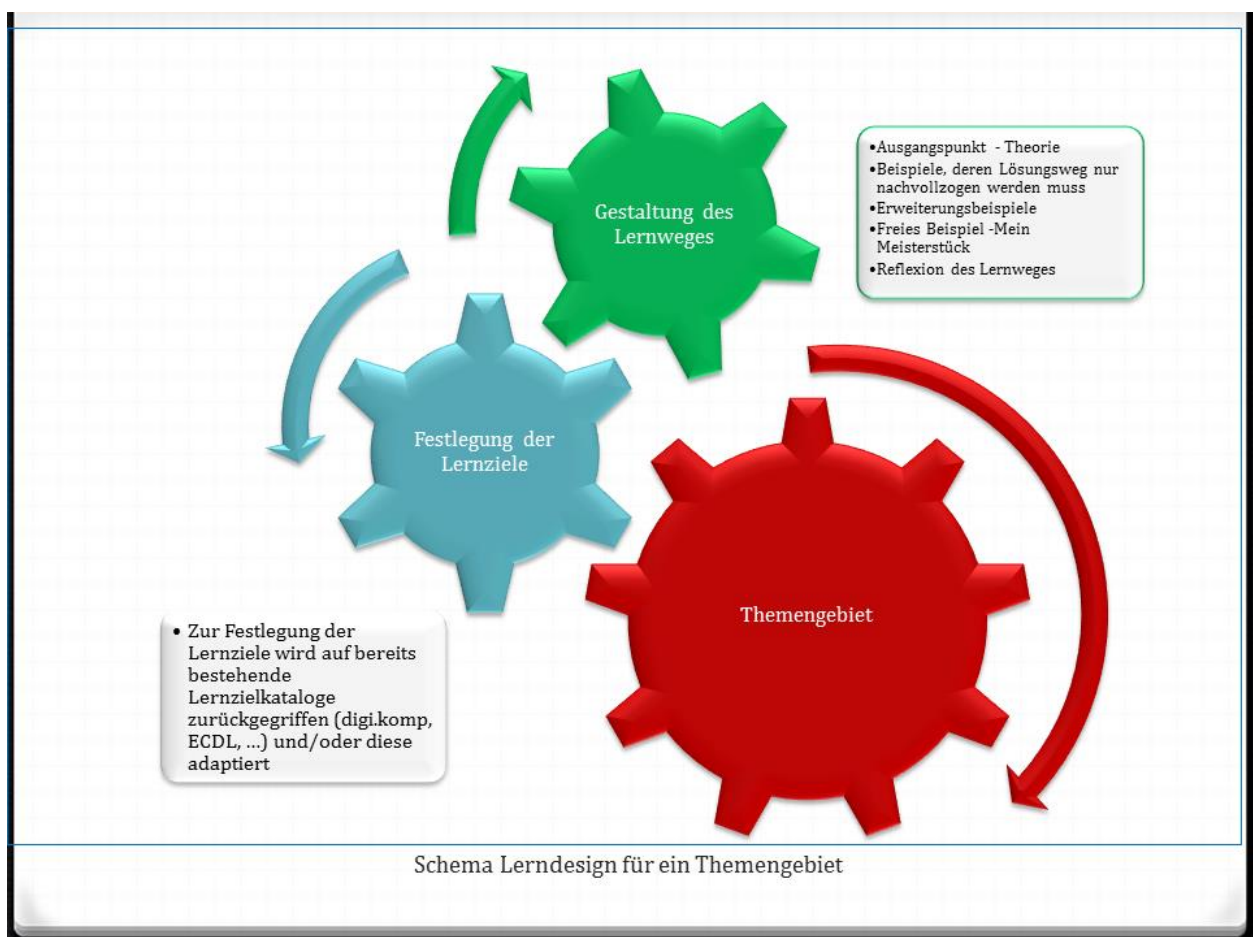 Gestaltung des
Lernweges
•Ausgangspunkt - Theorie
•Beispiele, deren Lösungsweg nur
nachvollzogen werden muss
•Erweiterungsbeispiele
•Freies Beispiel -Mein
Meisterstück
•Reflexion des Lernweges
Festlegung der
Lernziele
• Zur Festlegung der
Lernziele wird auf bereits
bestehende
Lernzielkataloge
zurückgegriffen (digi.komp,
ECDL, ...) und/oder diese
adaptiert
Themengebiet
Schema Lerndesign für ein Themengebiet